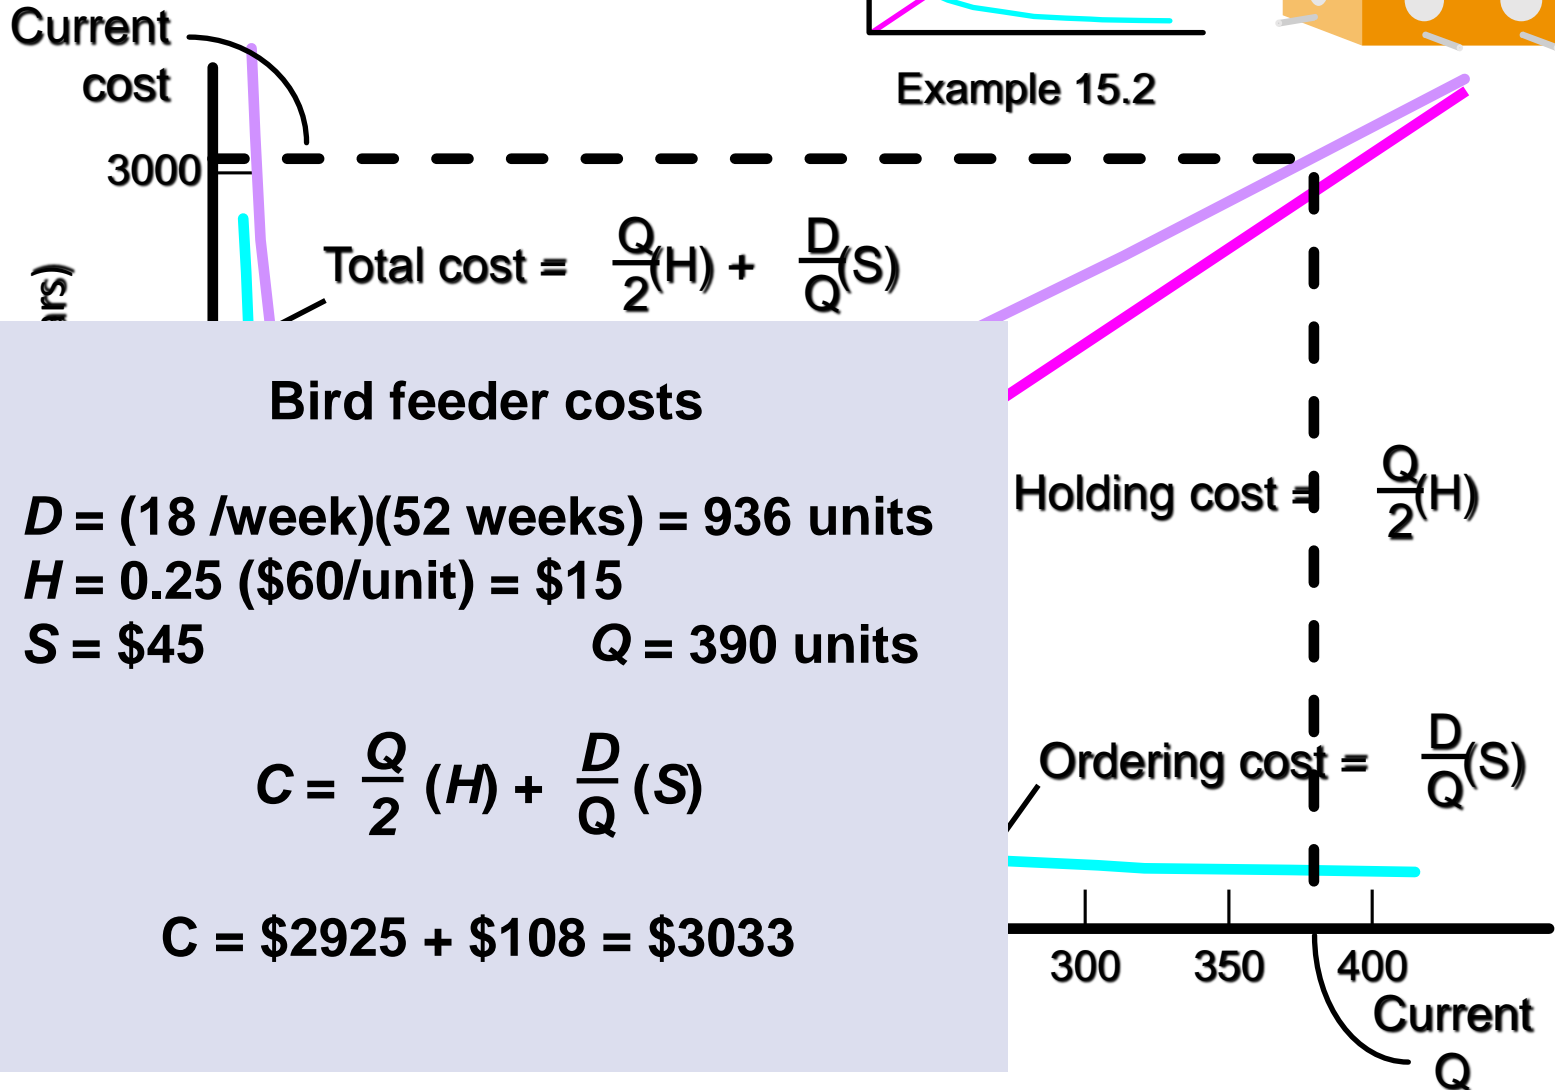 Current
cost
Example 15.2
3000
Total cost = Q/2 (H) + D/Q (S)
ars)
Bird feeder costs
D = (18 /week)(52 weeks) = 936 units
H = 0.25 ($60/unit) = $15
S = $45 Q = 390 units
C = Q/2 (H) + D/Q (S)
C = $2925 + $108 = $3033
Holding cost = Q/2 (H)
Ordering cost = D/Q (S)
300 350 400
Current
Q